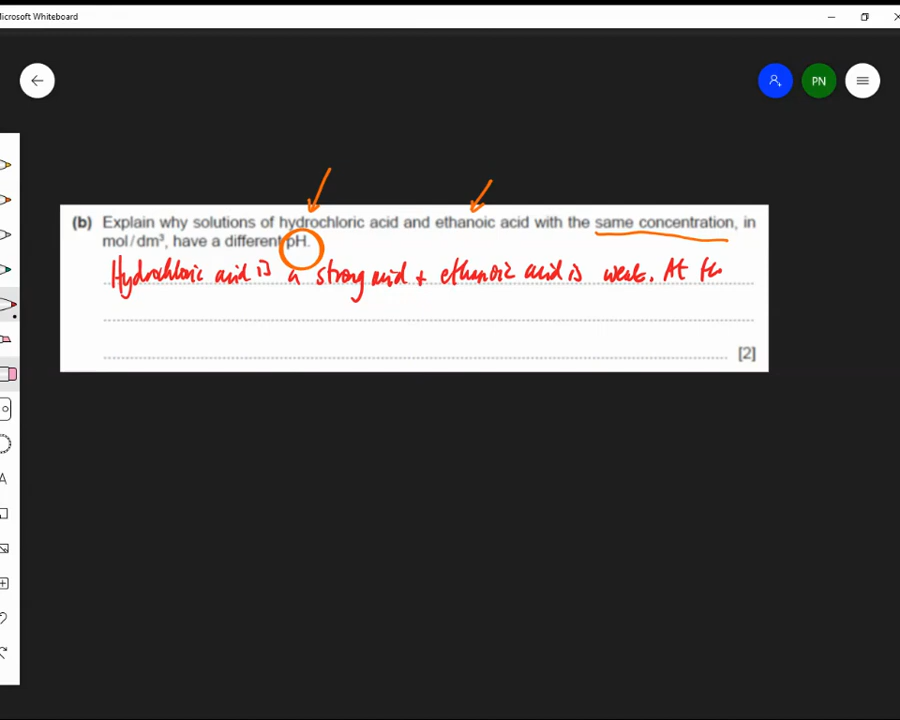 Microsoft Whiteboard
PN
(b) Explain why solutions of hydrochloric acid and ethanoic acid with the same concentration, in
mol/dm³, have a different pH.
Hydrochloric acid is a strong acid + ethanoic acid is weak. At th
[2]
A